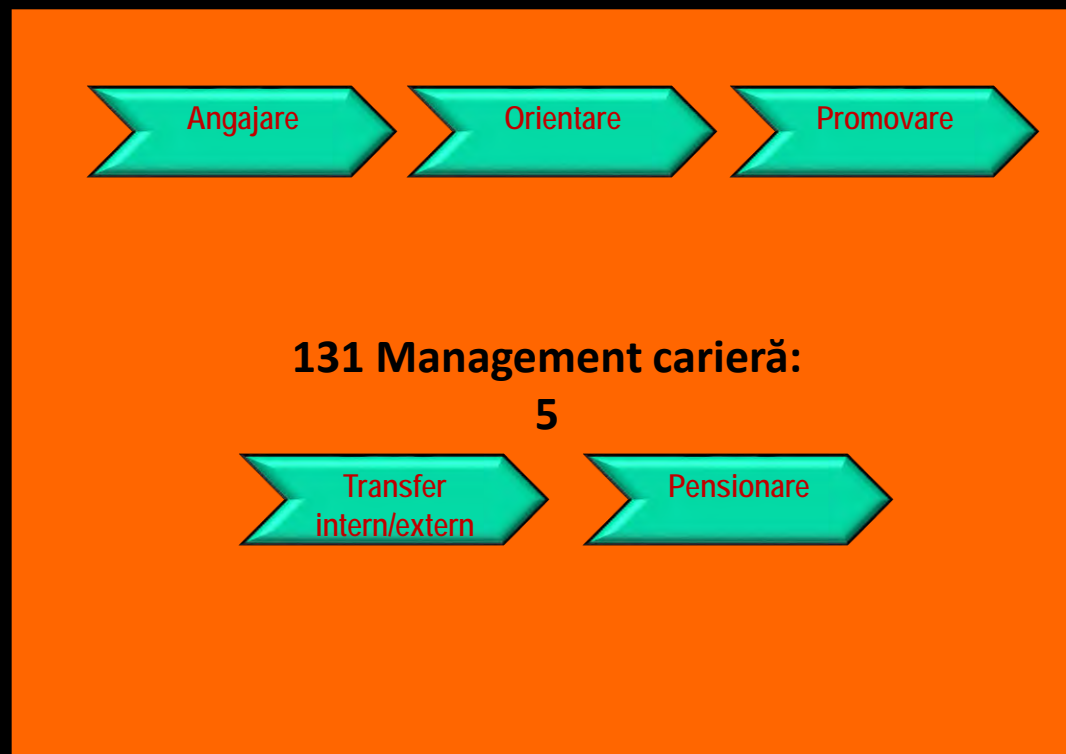 Angajare
Orientare
Promovare
131 Management carieră:
5
Transfer
intern/extern
Pensionare